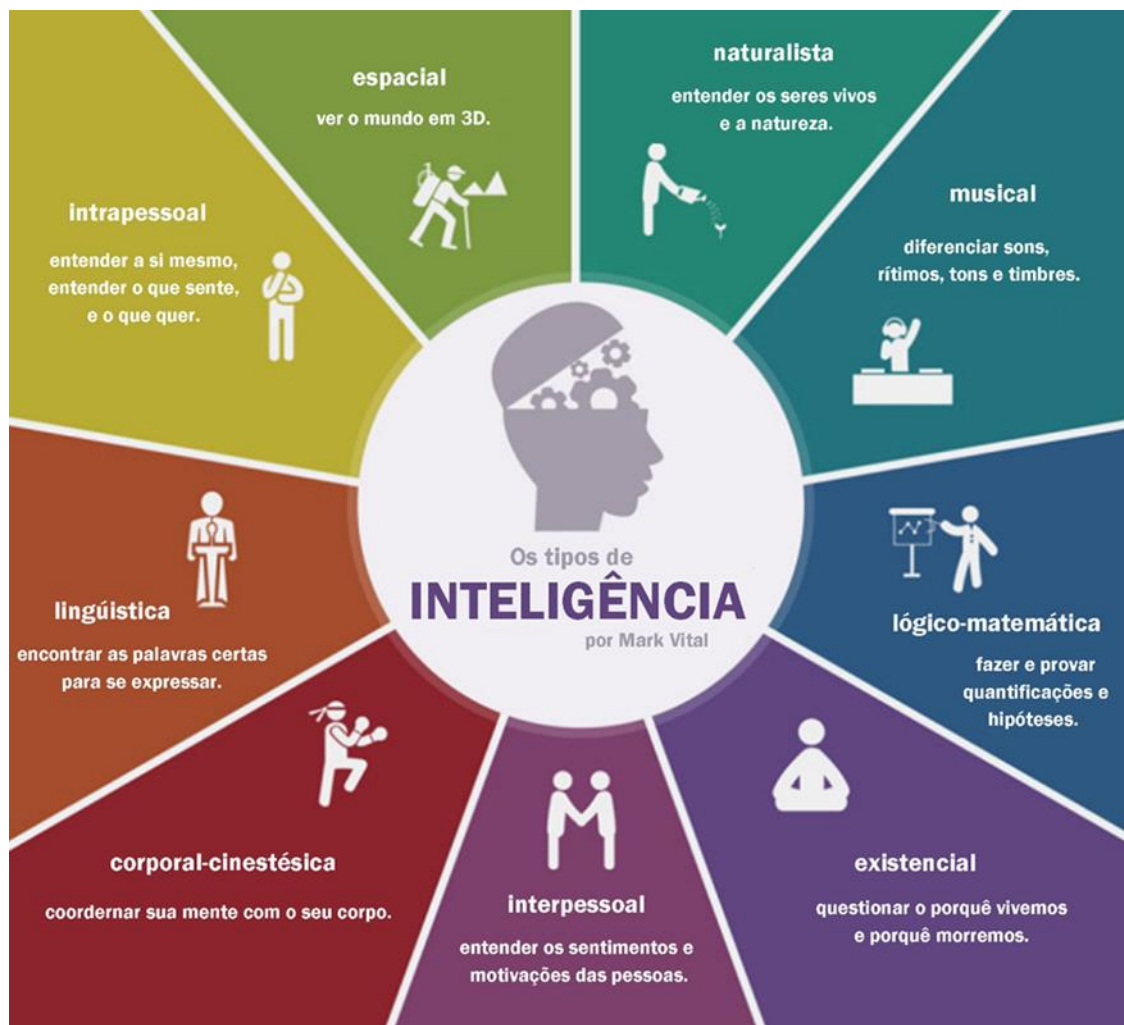 espacial
ver o mundo em 3D.
naturalista
entender os seres vivos
e a natureza.
musical
diferenciar sons,
rítimos, tons e timbres.
intrapessoal
entender a si mesmo,
entender o que sente,
e o que quer.
Os tipos de
INTELIGÊNCIA
por Mark Vital
lingúistica
encontrar as palavras certas
para se expressar.
lógico-matemática
fazer e provar
quantificações e
hipóteses.
corporal-cinestésica
coordernar sua mente com o seu corpo.
interpessoal
entender os sentimentos e
motivações das pessoas.
existencial
questionar o porquê vivemos
e porquê morremos.